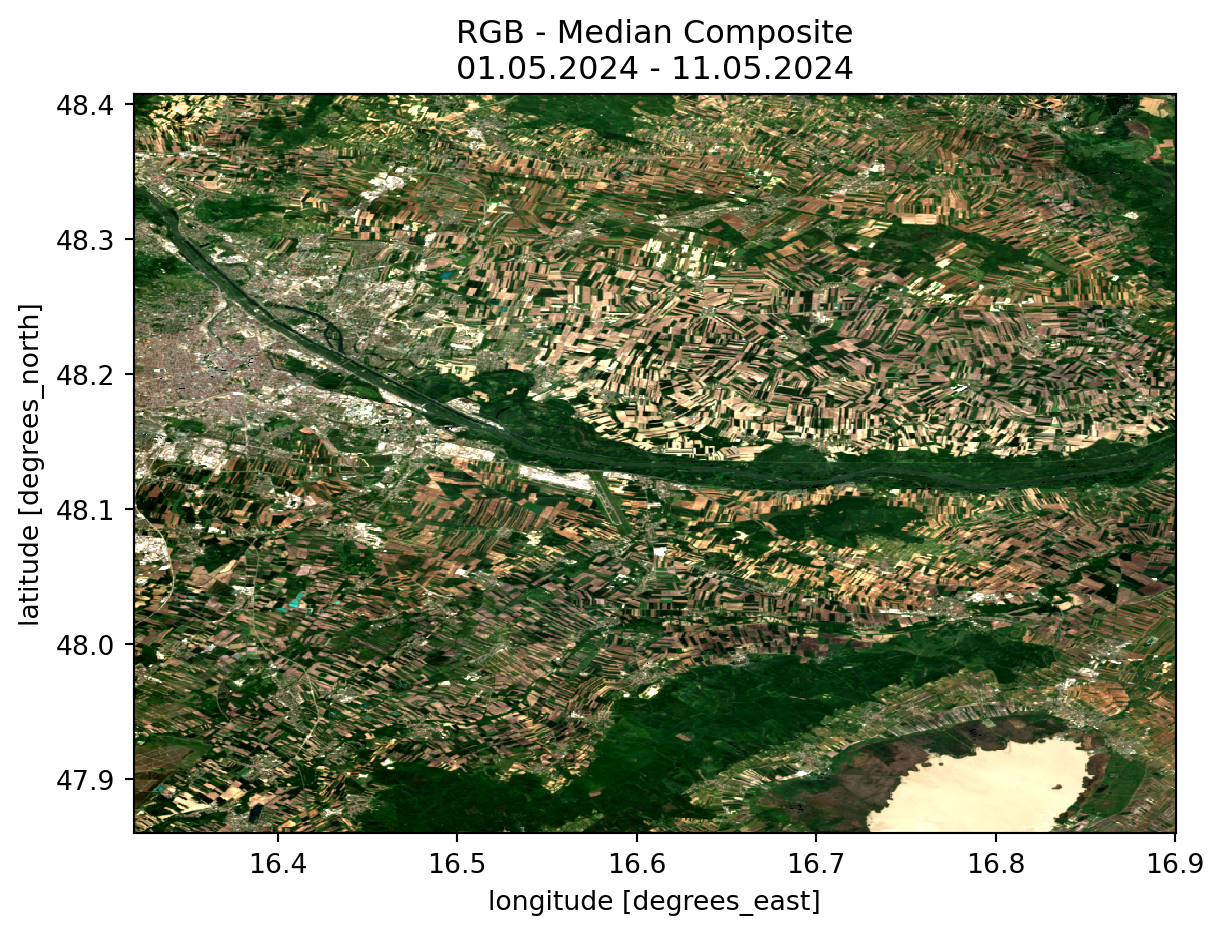 RGB - Median Composite
01.05.2024 - 11.05.2024
latitude [degrees_north]
48.4
48.3
48.2
48.1
48.0
47.9
16.4 16.5 16.6 16.7 16.8 16.9
longitude [degrees_east]